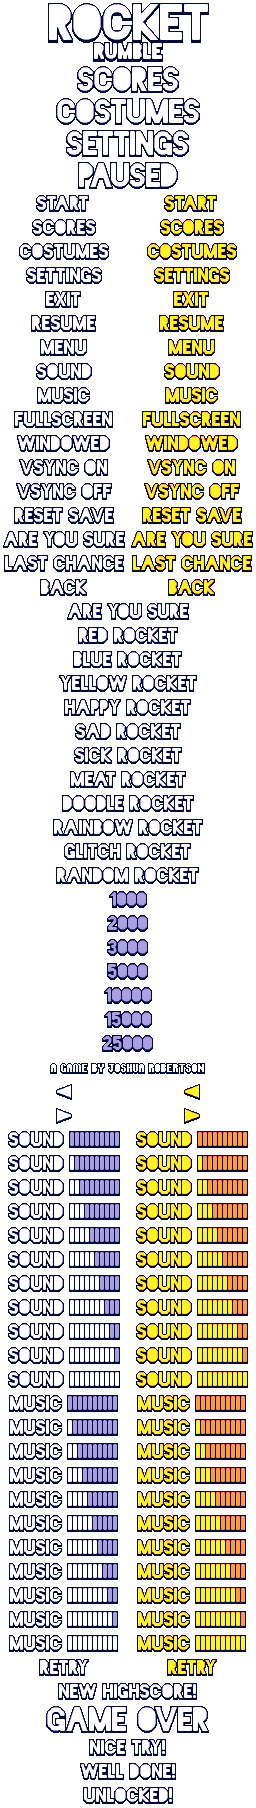 ROCKET
RUMBLE
SCORES
COSTUMES
SETTINGS
PAUSED
START START
SCORES SCORES
COSTUMES COSTUMES
SETTINGS SETTINGS
EXIT EXIT
RESUME RESUME
MENU MENU
SOUND SOUND
MUSIC MUSIC
FULLSCREEN FULLSCREEN
WINDOWED WINDOWED
VSYNC ON VSYNC ON
VSYNC OFF VSYNC OFF
RESET SAVE RESET SAVE
ARE YOU SURE ARE YOU SURE
LAST CHANCE LAST CHANCE
BACK BACK
ARE YOU SURE
RED ROCKET
BLUE ROCKET
YELLOW ROCKET
HAPPY ROCKET
SAD ROCKET
SICK ROCKET
MEAT ROCKET
DOODLE ROCKET
RAINBOW ROCKET
GLITCH ROCKET
RANDOM ROCKET
1000
2000
3000
5000
10000
15000
25000
A GAME BY JOSHUA ROBERTSON
SOUND SOUND
SOUND SOUND
SOUND SOUND
SOUND SOUND
SOUND SOUND
SOUND SOUND
SOUND SOUND
SOUND SOUND
SOUND SOUND
SOUND SOUND
SOUND SOUND
MUSIC MUSIC
MUSIC MUSIC
MUSIC MUSIC
MUSIC MUSIC
MUSIC MUSIC
MUSIC MUSIC
MUSIC MUSIC
MUSIC MUSIC
MUSIC MUSIC
MUSIC MUSIC
MUSIC MUSIC
RETRY RETRY
NEW HIGHSCORE!
GAME OVER
NICE TRY!
WELL DONE!
UNLOCKED!